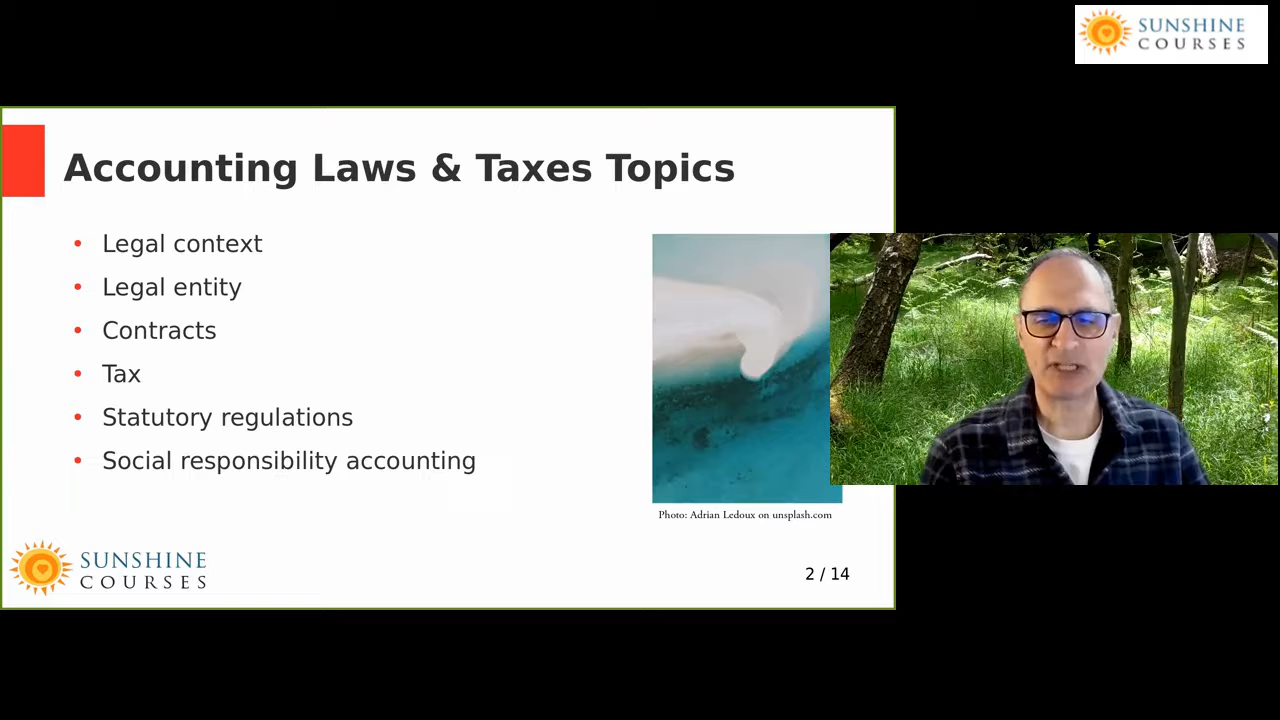 SUNSHINE
COURSES
Accounting Laws & Taxes Topics
• Legal context
• Legal entity
• Contracts
• Tax
• Statutory regulations
• Social responsibility accounting
Photo: Adrian Ledoux on unsplash.com
SUNSHINE
COURSES
2 / 14